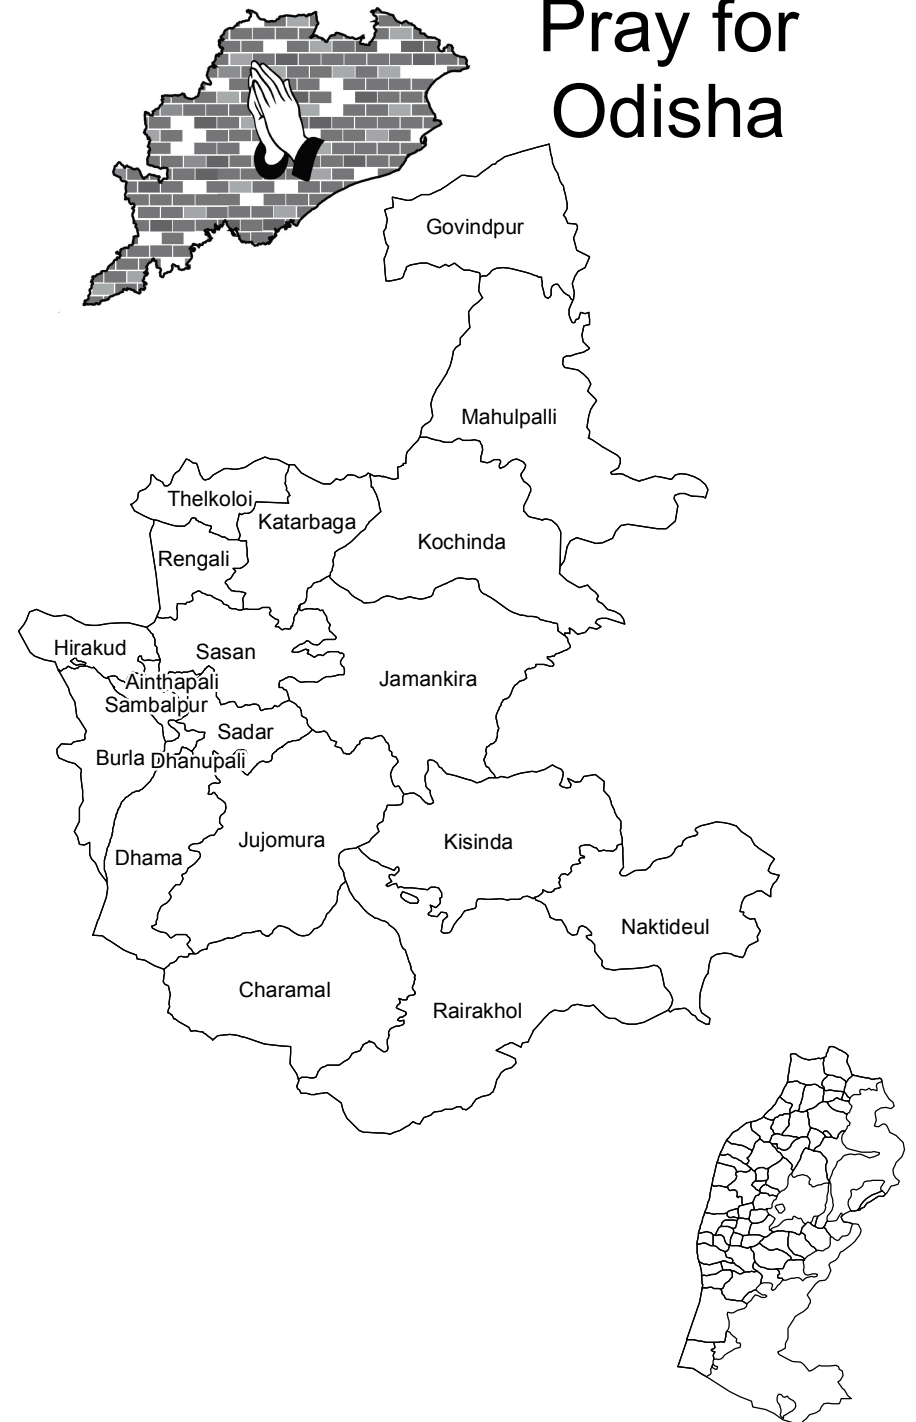 Pray for
Odisha
Govindpur
Mahulpalli
Thelkoloi
Katarbaga
Kochinda
Rengali
Hirakud
Sasan
Ainthapali
Jamankira
Sambalpur
Sadar
Burla
Dhanupali
Jujomura
Kisinda
Dhama
Naktideul
Charamal
Rairakhol